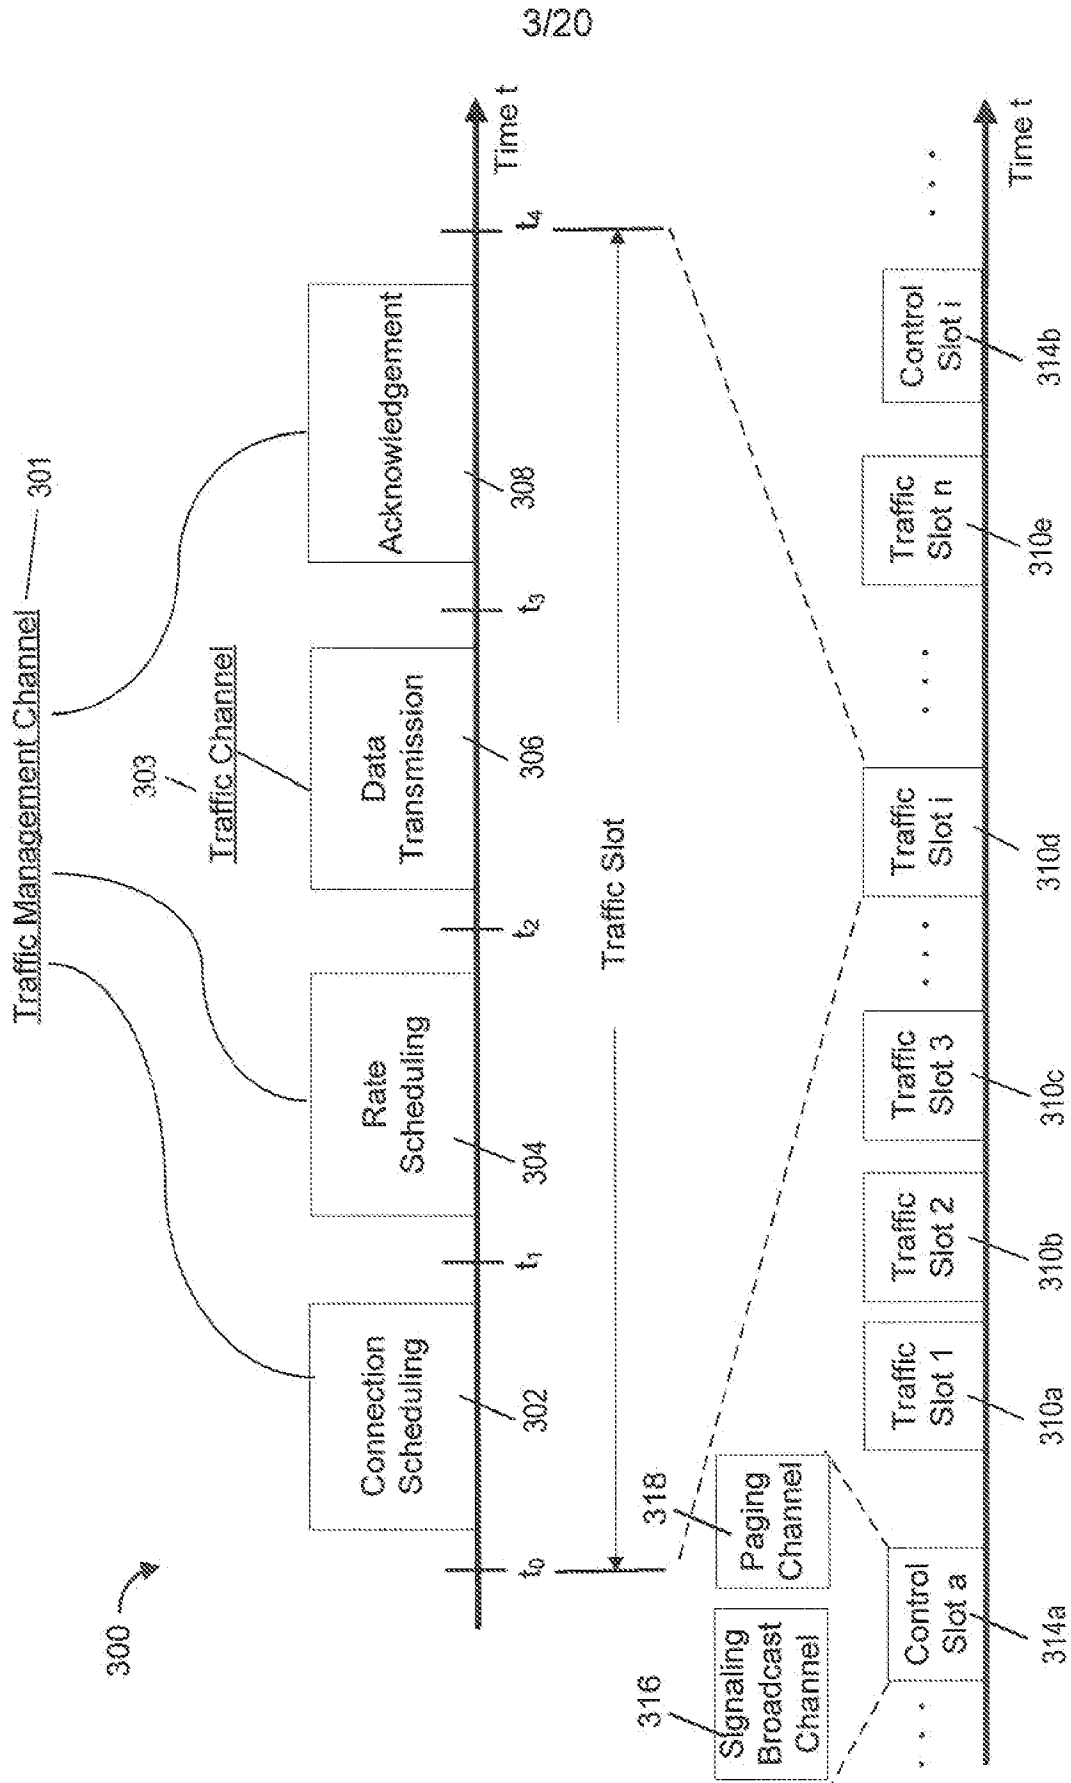 3/20
Traffic Management Channel
301
303
Traffic Channel
300
Connection
Scheduling
302
Rate
Scheduling
304
Data
Transmission
306
Acknowledgement
308
t0
t1
t2
t3
t4
Time t
Traffic Slot
316
Signaling
Broadcast
Channel
318
Paging
Channel
. . .
Control
Slot a
314a
Traffic
Slot 1
310a
Traffic
Slot 2
310b
Traffic
Slot 3
310c
. . .
Traffic
Slot i
310d
. . .
Traffic
Slot n
310e
Control
Slot i
314b
. . .
Time t